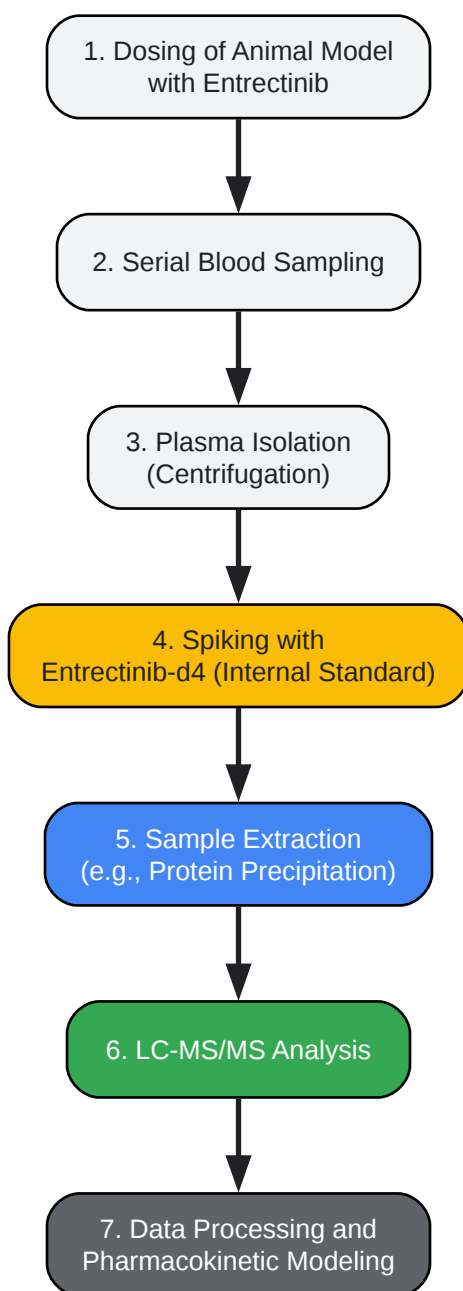 1. Dosing of Animal Model
with Entrectinib
2. Serial Blood Sampling
3. Plasma Isolation
(Centrifugation)
4. Spiking with
Entrectinib-d4 (Internal Standard)
5. Sample Extraction
(e.g., Protein Precipitation)
6. LC-MS/MS Analysis
7. Data Processing and
Pharmacokinetic Modeling